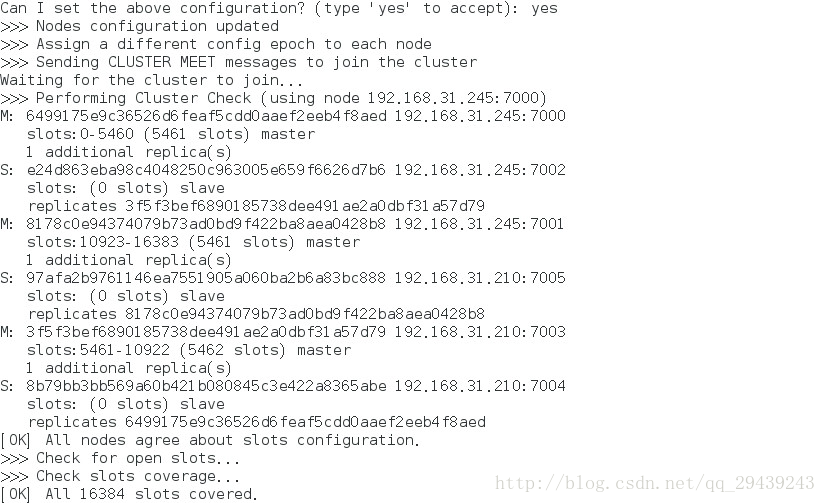 Can I set the above configuration? (type 'yes' to accept): yes
>>> Nodes configuration updated
>>> Assign a different config epoch to each node
>>> Sending CLUSTER MEET messages to join the cluster
Waiting for the cluster to join...
>>> Performing Cluster Check (using node 192.168.31.245:7000)
M: 6499175e9c36526d6feaf5cdd0aaef2eeb4f8aed 192.168.31.245:7000
   slots:0-5460 (5461 slots) master
   1 additional replica(s)
S: e24d863eba98c4048250c963005e659f6626d7b6 192.168.31.245:7002
   slots: (0 slots) slave
   replicates 3f5f3bef6890185738dee491ae2a0dbf31a57d79
M: 8178c0e94374079b73ad0bd9f422ba8aea0428b8 192.168.31.245:7001
   slots:10923-16383 (5461 slots) master
   1 additional replica(s)
S: 97afa2b9761146ea7551905a060ba2b6a83bc888 192.168.31.210:7005
   slots: (0 slots) slave
   replicates 8178c0e94374079b73ad0bd9f422ba8aea0428b8
M: 3f5f3bef6890185738dee491ae2a0dbf31a57d79 192.168.31.210:7003
   slots:5461-10922 (5462 slots) master
   1 additional replica(s)
S: 8b79bb3bb569a60b421b080845c3e422a8365abe 192.168.31.210:7004
   slots: (0 slots) slave
   replicates 6499175e9c36526d6feaf5cdd0aaef2eeb4f8aed
[OK] All nodes agree about slots configuration.
>>> Check for open slots...
>>> Check slots coverage...
[OK] All 16384 slots covered.
http://blog.csdn.net/qq_29439243